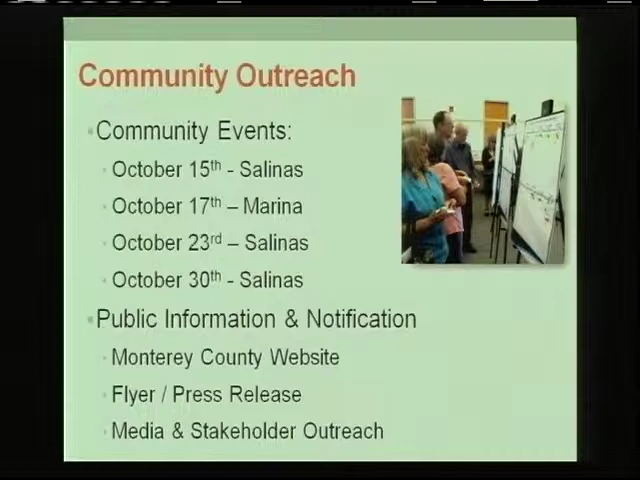 Community Outreach
Community Events:
October 15th - Salinas
October 17th – Marina
October 23rd – Salinas
October 30th - Salinas
Public Information & Notification
Monterey County Website
Flyer / Press Release
Media & Stakeholder Outreach